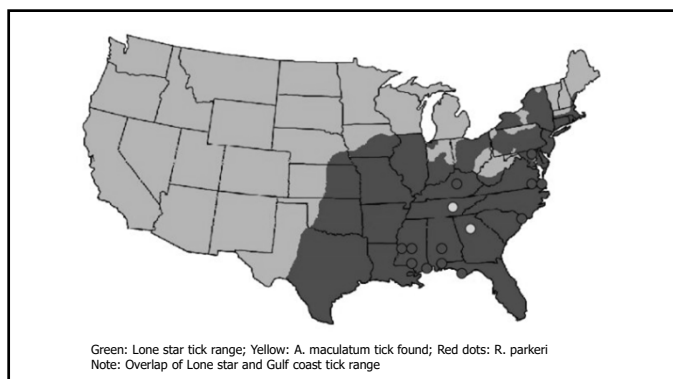 Green: Lone star tick range; Yellow: A. maculatum tick found; Red dots: R. parkeri
Note: Overlap of Lone star and Gulf coast tick range